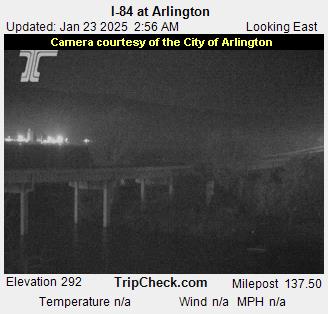 I-84 at Arlington
Updated: Jan 23 2025 2:56 AM Looking East
Camera courtesy of the City of Arlington
Elevation 292 TripCheck.com Milepost 137.50
Temperature n/a Wind n/a MPH n/a